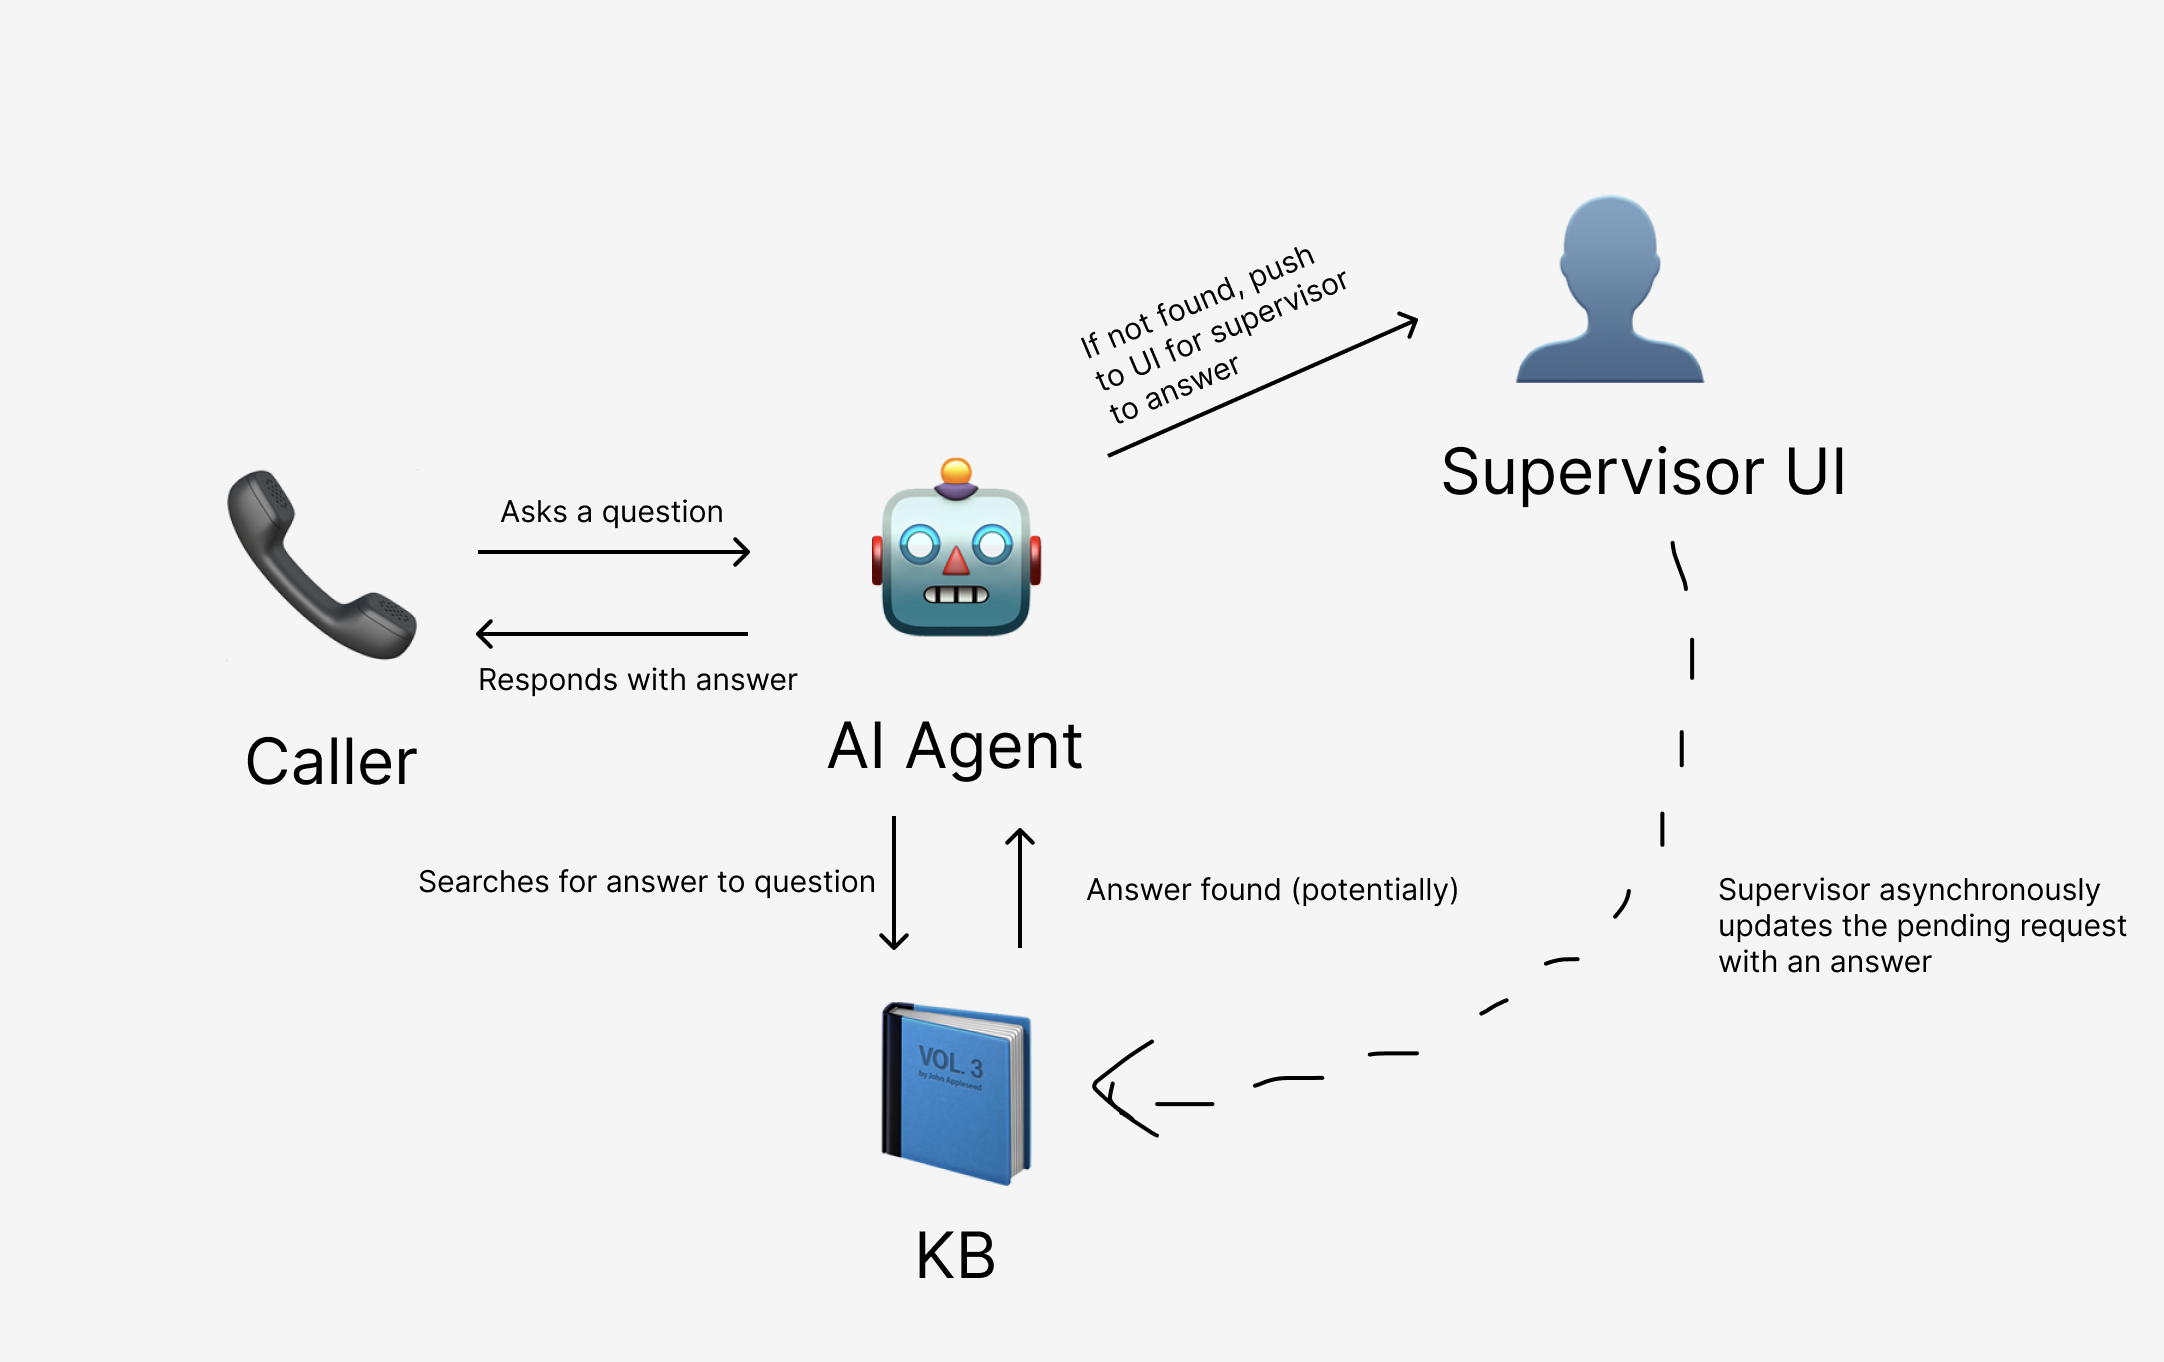 If not found, push
to UI for supervisor
to answer
Supervisor UI
Asks a question
Responds with answer
Caller
AI Agent
Searches for answer to question
Answer found (potentially)
Supervisor asynchronously
updates the pending request
with an answer
VOL. 3
by John Appleseed
KB